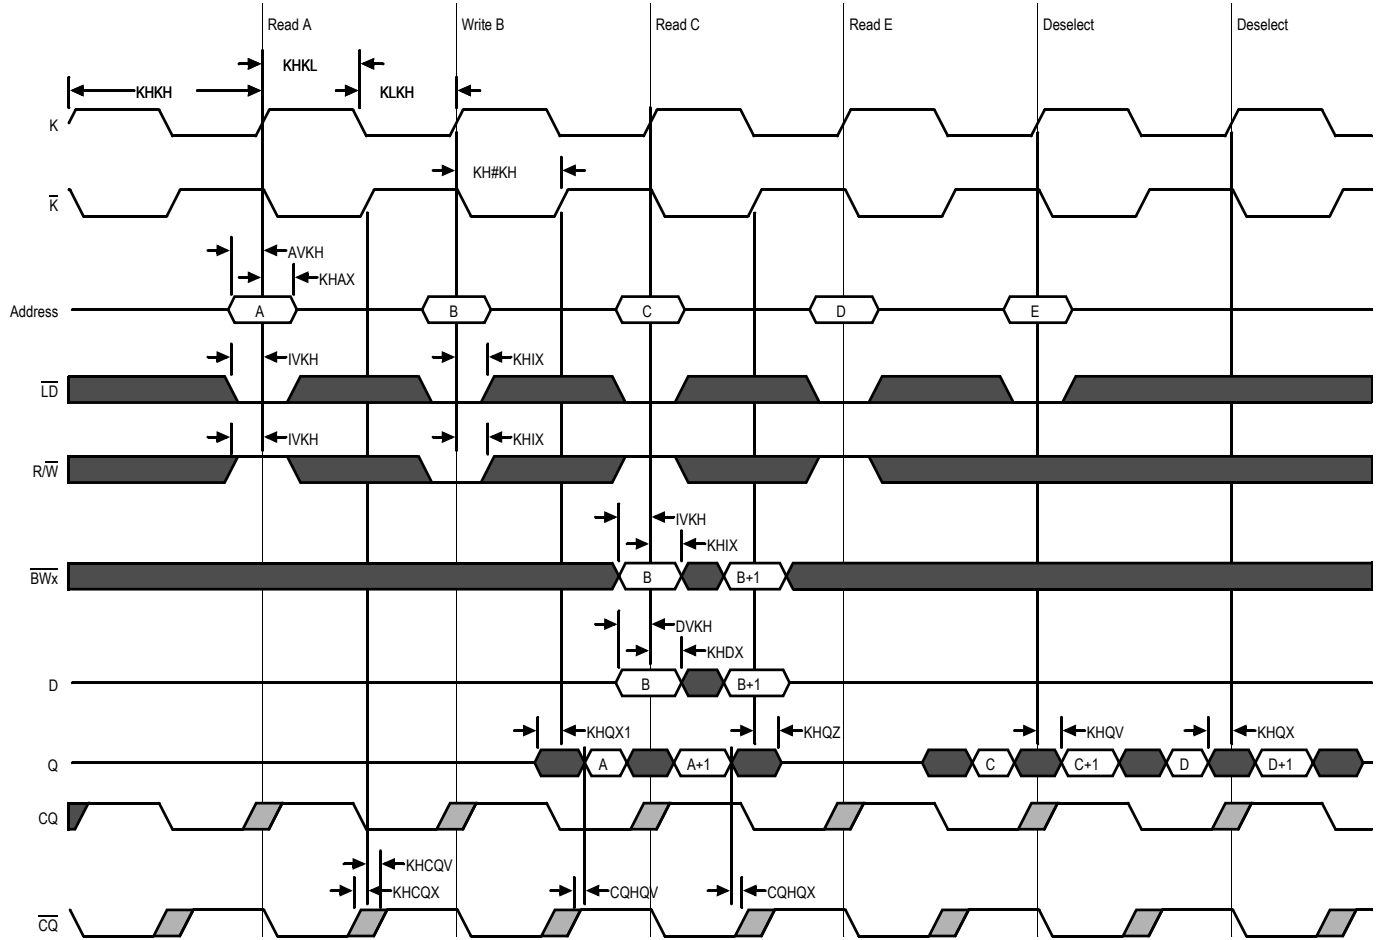 Read A Write B Read C Read E Deselect Deselect
KHKL
KHKH KLKH
K
KH#KH
K
AVKH
KHAX
Address A B C D E
IVKH KHIX
LD
IVKH KHIX
R/W
IVKH
KHIX
BWx B B+1
DVKH
KHDX
D B B+1
KHQX1 KHQZ KHQV KHQX
Q A A+1 C C+1 D D+1
CQ
KHCQV
KHCQX CQHQV CQHQX
CQ